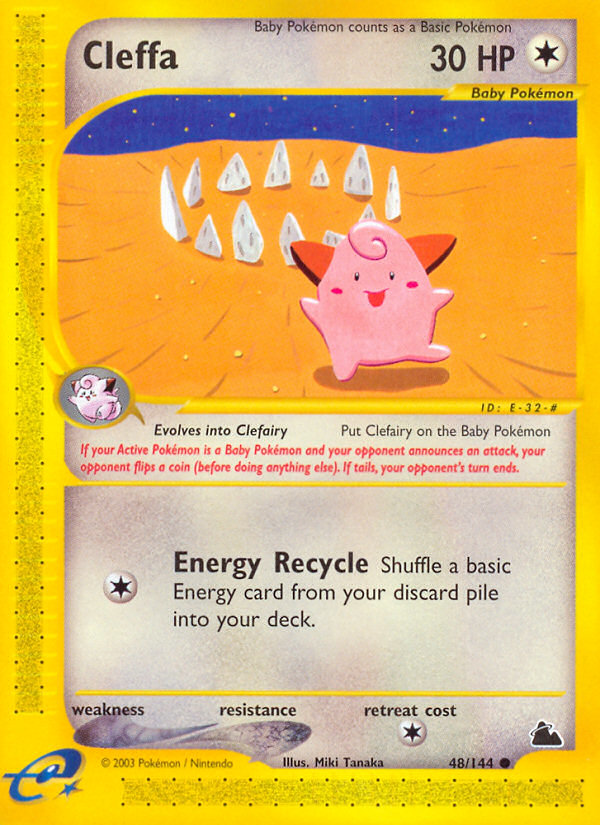 Baby Pokémon counts as a Basic Pokémon
Cleffa 30 HP
Baby Pokémon
ID: E-32-#
Evolves into Clefairy Put Clefairy on the Baby Pokémon
If your Active Pokémon is a Baby Pokémon and your opponent announces an attack, your
opponent flips a coin (before doing anything else). If tails, your opponent's turn ends.
Energy Recycle Shuffle a basic
Energy card from your discard pile
into your deck.
weakness resistance retreat cost
© 2003 Pokémon / Nintendo Illus. Miki Tanaka 48/144
e